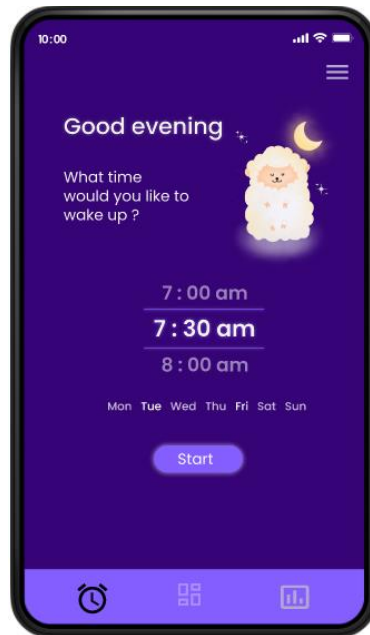 10:00
Good evening
What time
would you like to
wake up ?
7 : 00 am
7 : 30 am
8 : 00 am
Mon Tue Wed Thu Fri Sat Sun
Start